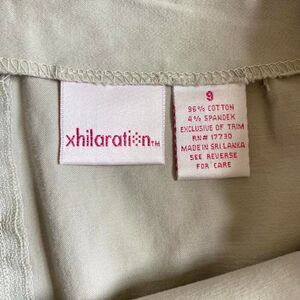 xhilaration™
9
96% COTTON
4% SPANDEX
EXCLUSIVE OF TRIM
RN# 17730
MADE IN SRI LANKA
SEE REVERSE
FOR CARE